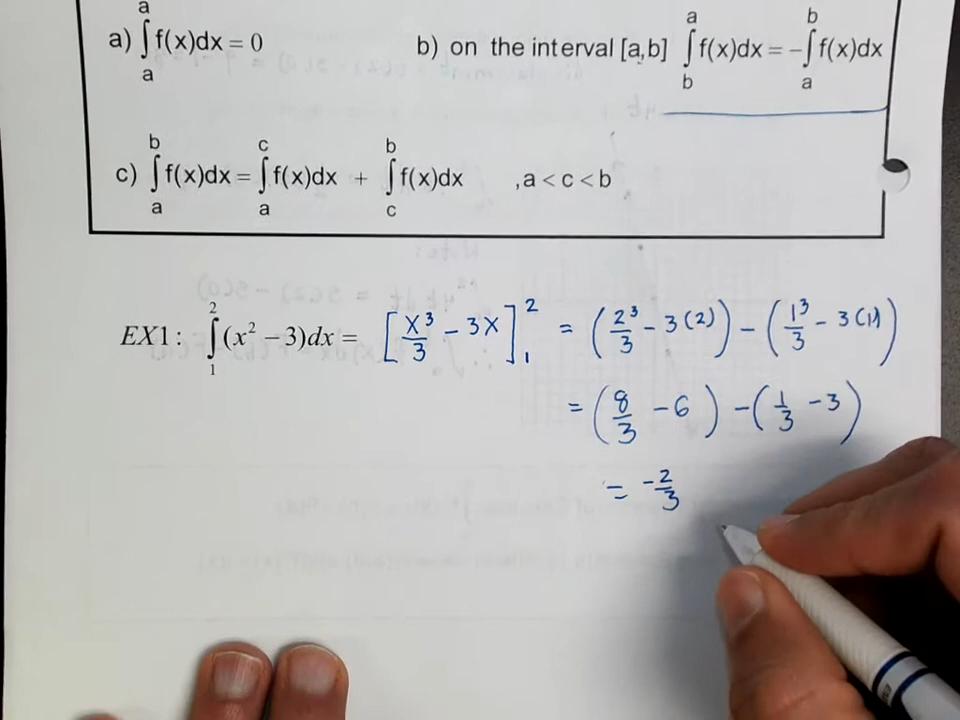 a) ∫ₐᵃ f(x)dx = 0
b) on the interval [a,b] ∫_b^a f(x)dx = -∫_a^b f(x)dx
c) ∫_a^b f(x)dx = ∫_a^c f(x)dx + ∫_c^b f(x)dx ,a < c < b
EX1: ∫_1^2 (x² - 3)dx = [x³/3 - 3x]_1^2 = (2³/3 - 3(2)) - (1³/3 - 3(1))
= (8/3 - 6) - (1/3 - 3)
= -2/3